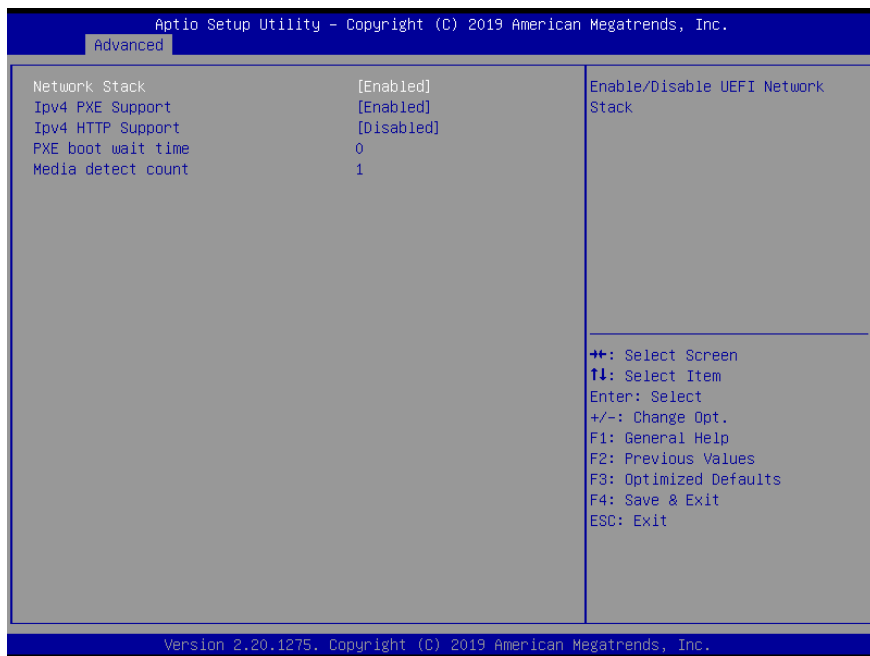 Aptio Setup Utility – Copyright (C) 2019 American Megatrends, Inc.
Advanced
Network Stack [Enabled]
Ipv4 PXE Support [Enabled]
Ipv4 HTTP Support [Disabled]
PXE boot wait time 0
Media detect count 1
Enable/Disable UEFI Network
Stack
→←: Select Screen
↑↓: Select Item
Enter: Select
+/-: Change Opt.
F1: General Help
F2: Previous Values
F3: Optimized Defaults
F4: Save & Exit
ESC: Exit
Version 2.20.1275. Copyright (C) 2019 American Megatrends, Inc.